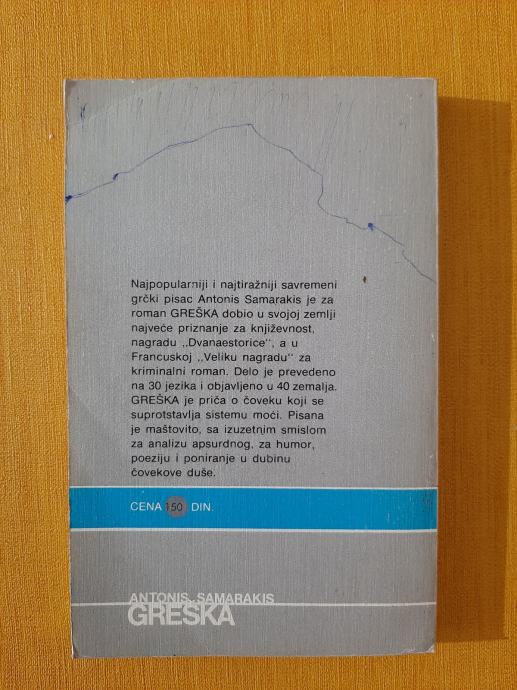 Najpopularniji i najtiražniji savremeni
grčki pisac Antonis Samarakis je za
roman GREŠKA dobio u svojoj zemlji
najveće priznanje za književnost,
nagradu ,,Dvanaestorice", a u
Francuskoj ,,Veliku nagradu" za
kriminalni roman. Delo je prevedeno
na 30 jezika i objavljeno u 40 zemalja.
GREŠKA je priča o čoveku koji se
suprotstavlja sistemu moći. Pisana
je maštovito, sa izuzetnim smislom
za analizu apsurdnog, za humor,
poeziju i poniranje u dubinu
čovekove duše.
CENA 150 DIN.
ANTONIS SAMARAKIS
GREŠKA